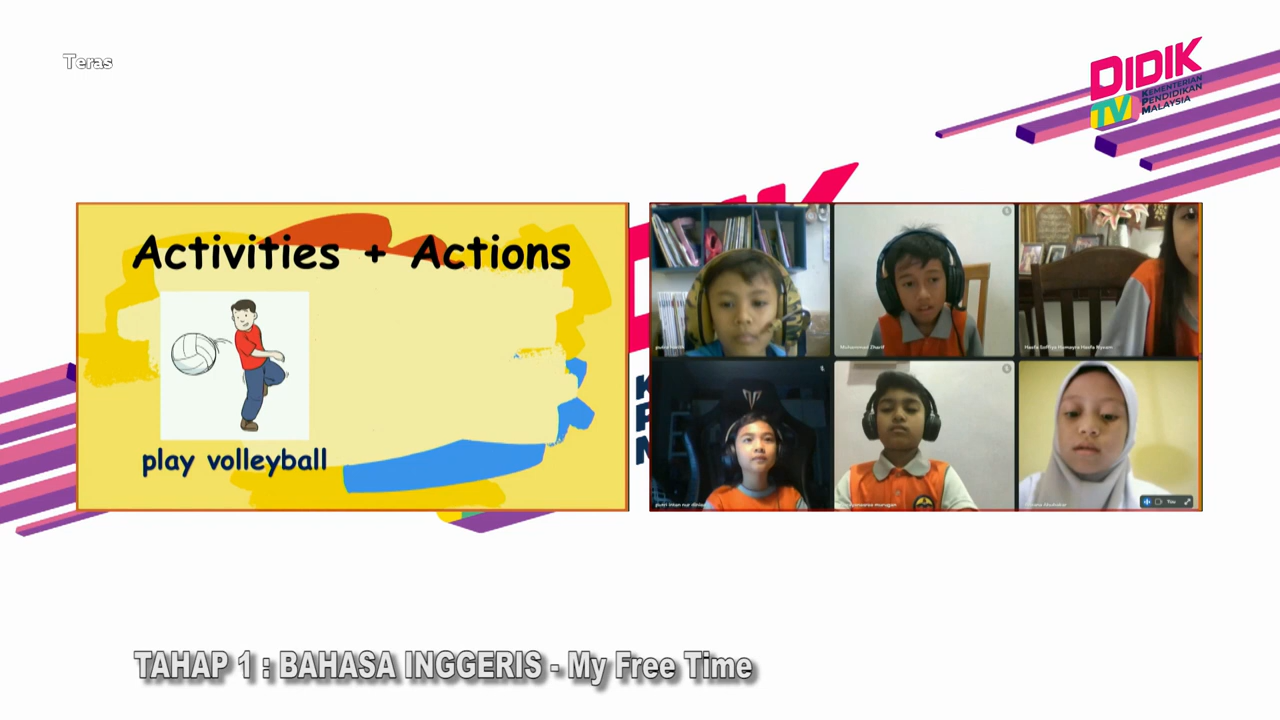 Teras
DIDIK
TV
KEMENTERIAN
PENDIDIKAN
MALAYSIA
Activities + Actions
play volleyball
Muhammad Zharif
You
TAHAP 1 : BAHASA INGGERIS - My Free Time